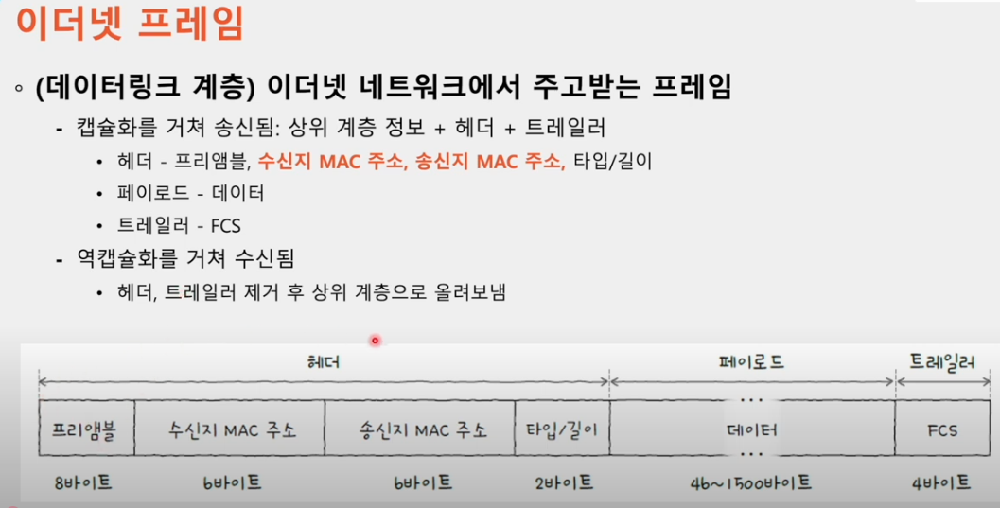 이더넷 프레임
◦ (데이터링크 계층) 이더넷 네트워크에서 주고받는 프레임
- 캡슐화를 거쳐 송신됨: 상위 계층 정보 + 헤더 + 트레일러
• 헤더 - 프리앰블, 수신지 MAC 주소, 송신지 MAC 주소, 타입/길이
• 페이로드 - 데이터
• 트레일러 - FCS
- 역캡슐화를 거쳐 수신됨
• 헤더, 트레일러 제거 후 상위 계층으로 올려보냄
헤더 페이로드 트레일러
프리앰블 수신지 MAC 주소 송신지 MAC 주소 타입/길이 데이터 FCS
8바이트 6바이트 6바이트 2바이트 46~1500바이트 4바이트